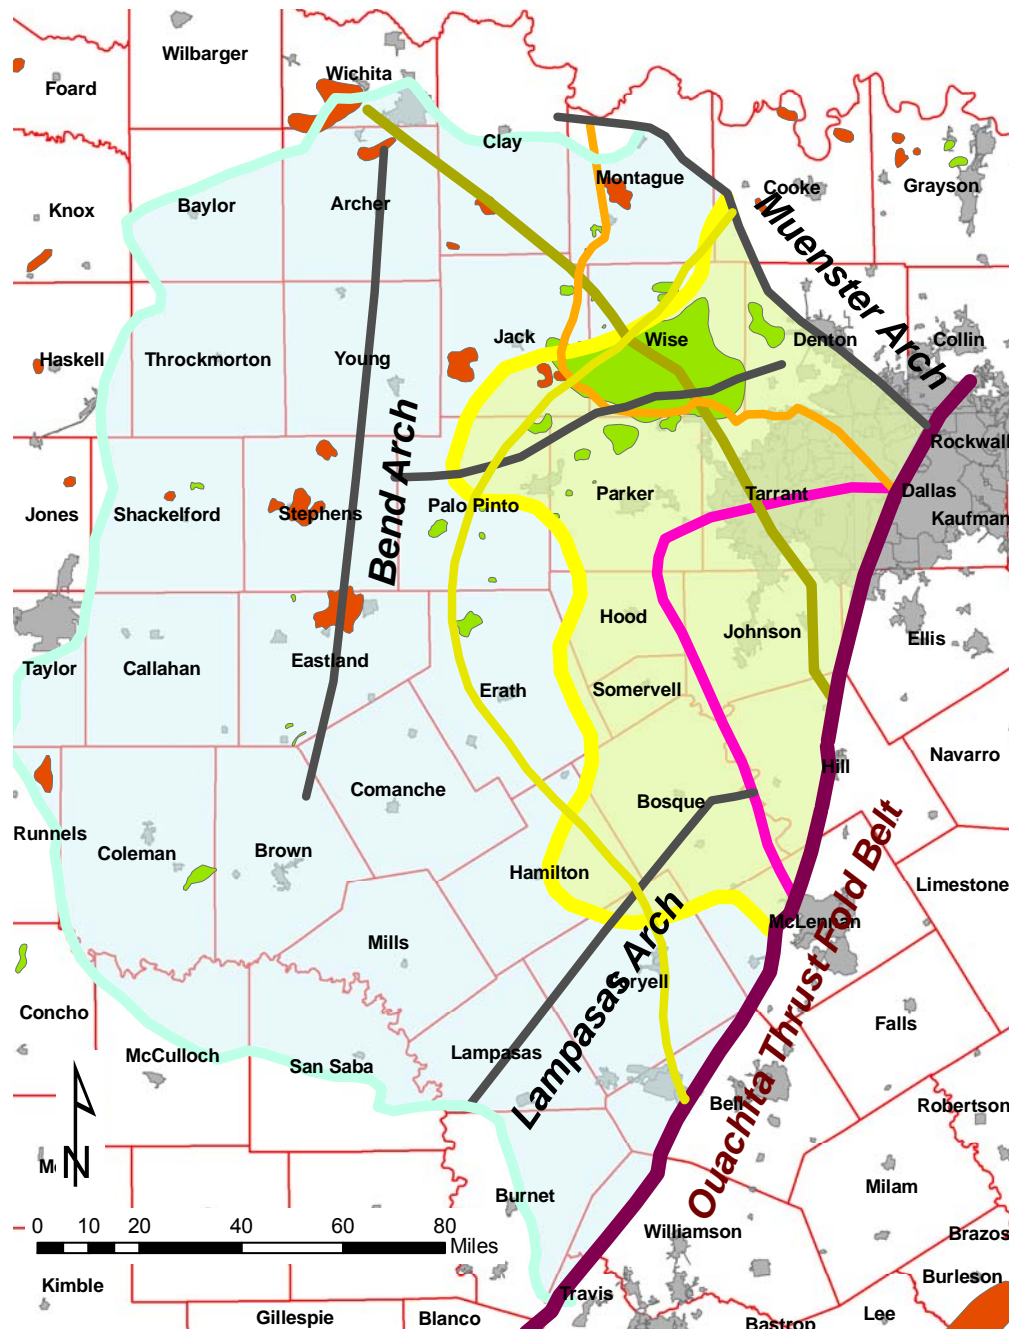 Wilbarger
Wichita
Foard
Clay
Montague
Cooke
Grayson
Knox
Baylor
Archer
Muenster Arch
Jack
Wise
Denton
Collin
Haskell
Throckmorton
Young
Bend Arch
Rockwall
Parker
Tarrant
Dallas
Palo Pinto
Jones
Shackelford
Stephens
Kaufman
Hood
Johnson
Ellis
Taylor
Callahan
Eastland
Erath
Somervell
Navarro
Hill
Comanche
Bosque
Runnels
Coleman
Brown
Hamilton
Limestone
McLennan
Ouachita Thrust Fold Belt
Mills
Lampasas Arch
oryell
Concho
Falls
McCulloch
San Saba
Lampasas
Bell
Robertson
N
Milam
Burnet
Williamson
Brazos
0 10 20 40 60 80
Miles
Kimble
Travis
Burleson
Gillespie
Blanco
Lee
Bastrop